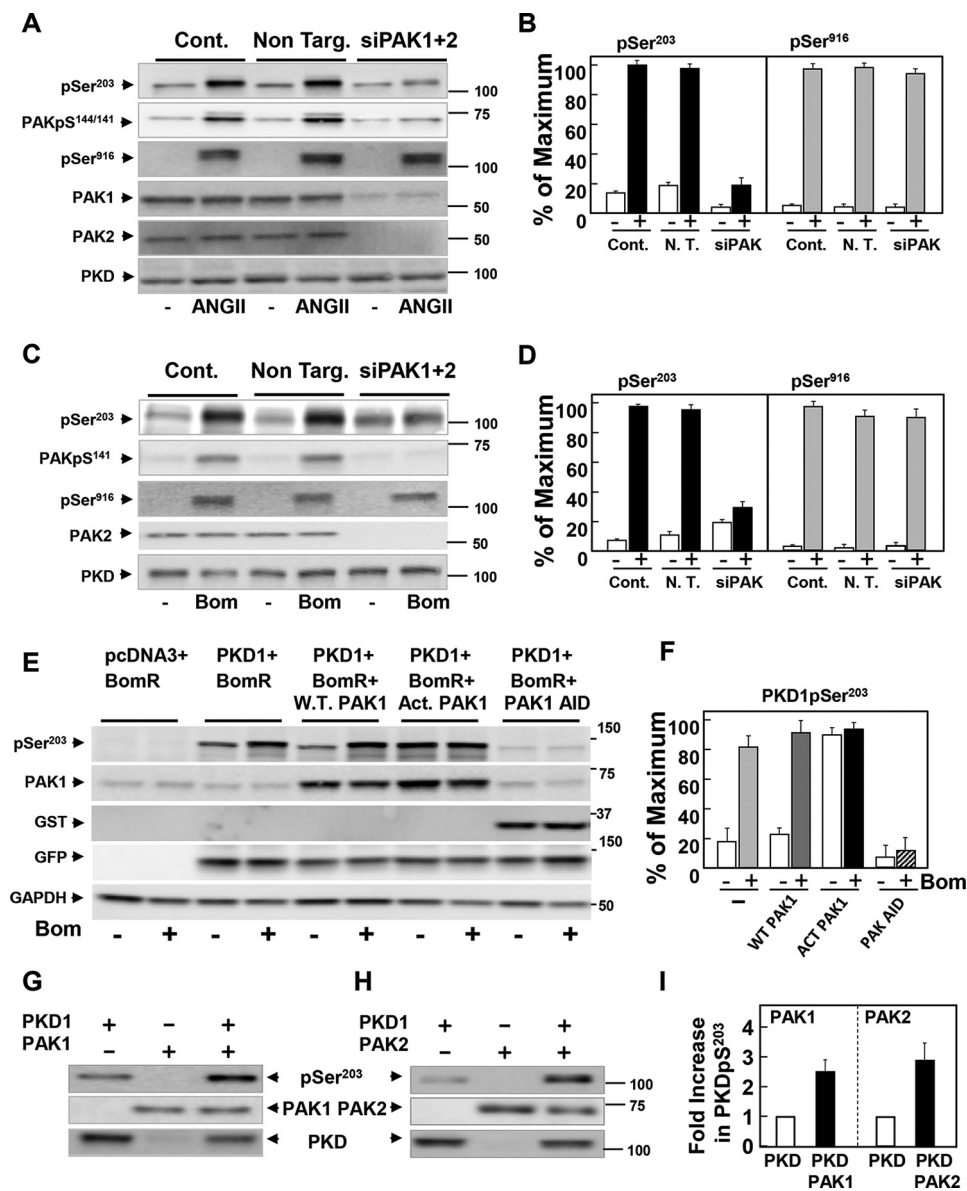 A
Cont. Non Targ. siPAK1+2
pSer203
100
PAKpS144/141
75
pSer916
100
PAK1
50
PAK2
50
PKD
100
- ANGII - ANGII - ANGII
B
pSer203 pSer916
% of Maximum
100
80
60
40
20
0
- + - + - + - + - + - +
Cont. N. T. siPAK Cont. N. T. siPAK
C
Cont. Non Targ. siPAK1+2
pSer203
100
PAKpS141
75
pSer916
100
PAK2
50
PKD
100
- Bom - Bom - Bom
D
pSer203 pSer916
% of Maximum
100
80
60
40
20
0
- + - + - + - + - + - +
Cont. N. T. siPAK Cont. N. T. siPAK
E
pcDNA3+ PKD1+ PKD1+ PKD1+ PKD1+
BomR BomR BomR+ BomR+ BomR+
W.T. PAK1 Act. PAK1 PAK1 AID
pSer203
150
PAK1
75
GST
37
GFP
150
GAPDH
50
Bom - + - + - + - + - +
F
PKD1pSer203
% of Maximum
100
80
60
40
20
0
- + - + - + - + Bom
– WT PAK1 ACT PAK1 PAK AID
G
PKD1 + – +
PAK1 – + +
H
PKD1 + – +
PAK2 – + +
pSer203
100
PAK1 PAK2
75
PKD
100
I
PAK1 PAK2
Fold Increase
in PKDpS203
4
3
2
1
0
PKD PKD PKD PKD
PAK1 PAK2